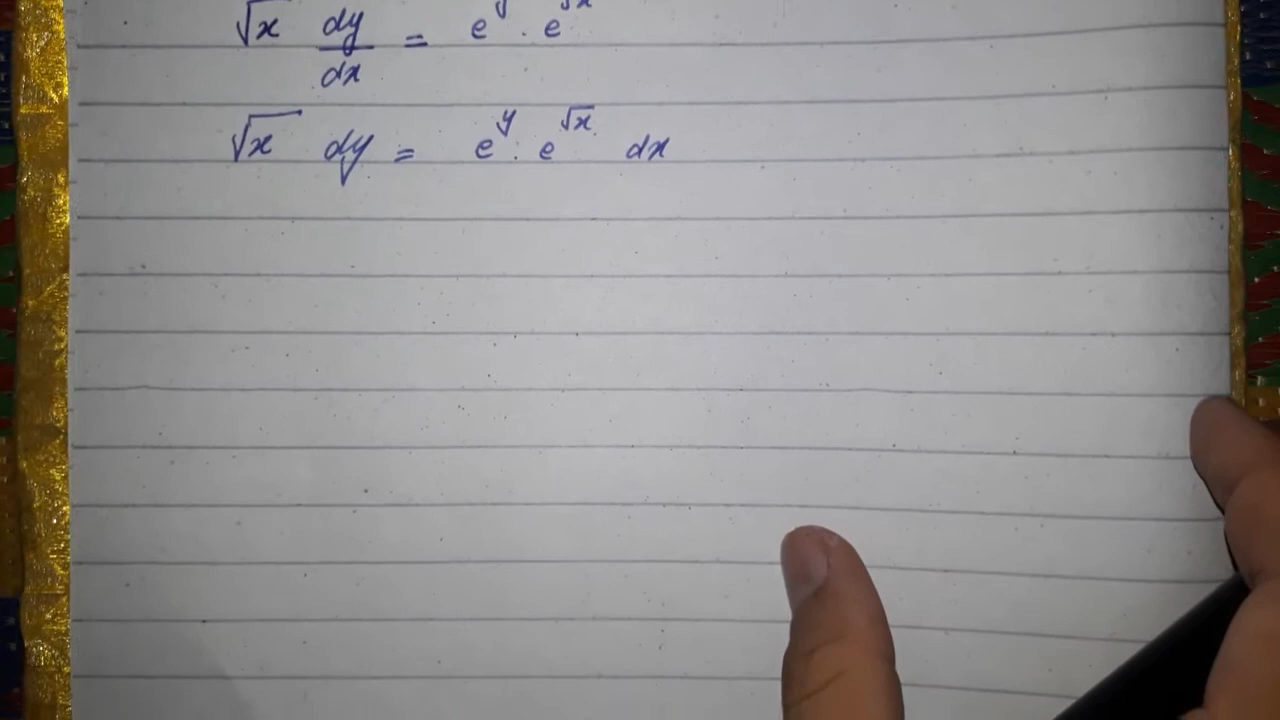 √x dy/dx = e^y . e^√x
√x dy = e^y . e^√x dx